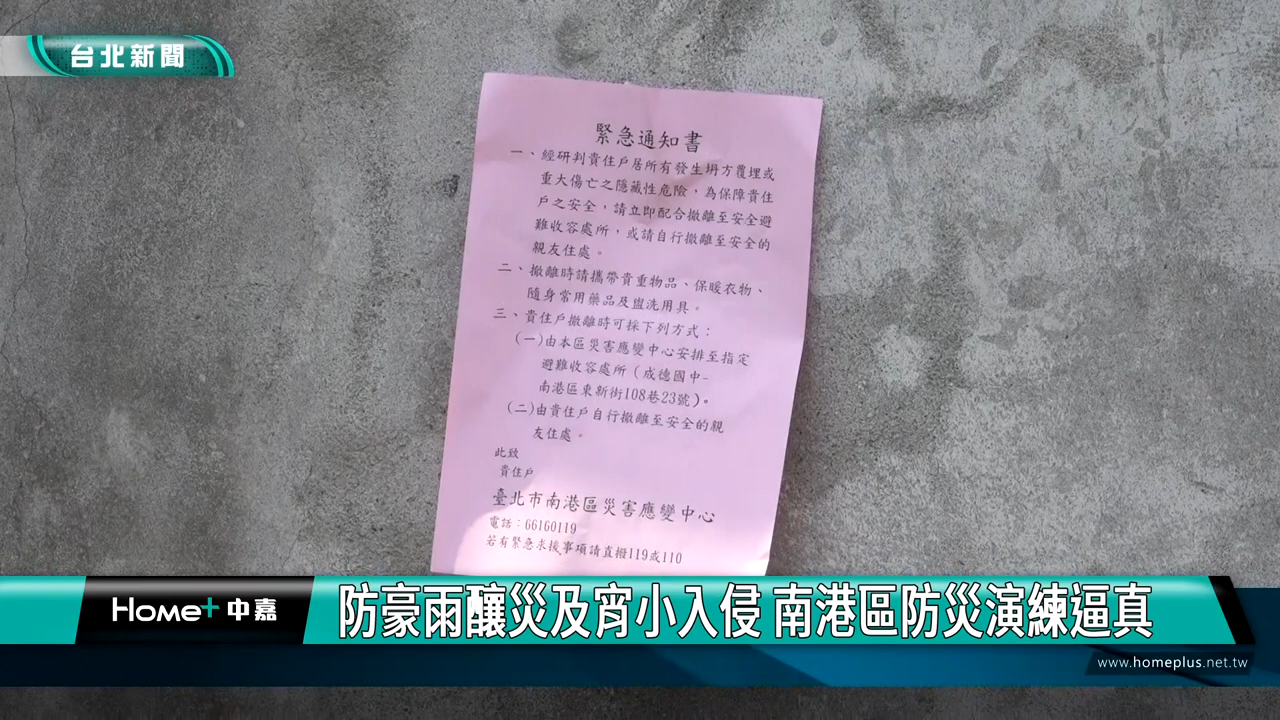 台北新聞
緊急通知書
一、經研判貴住戶居所有發生坍方覆埋或
重大傷亡之隱藏性危險，為保障貴住
戶之安全，請立即配合撤離至安全避
難收容處所，或請自行撤離至安全的
親友住處。
二、撤離時請攜帶貴重物品、保暖衣物、
隨身常用藥品及盥洗用具。
三、貴住戶撤離時可採下列方式：
(一)由本區災害應變中心安排至指定
避難收容處所（成德國中-
南港區東新街108巷23號）。
(二)由貴住戶自行撤離至安全的親
友住處。
此致
貴住戶
臺北市南港區災害應變中心
電話：66160119
若有緊急求援事項請直撥119或110
Home+中嘉
防豪雨釀災及宵小入侵 南港區防災演練逼真
www.homeplus.net.tw